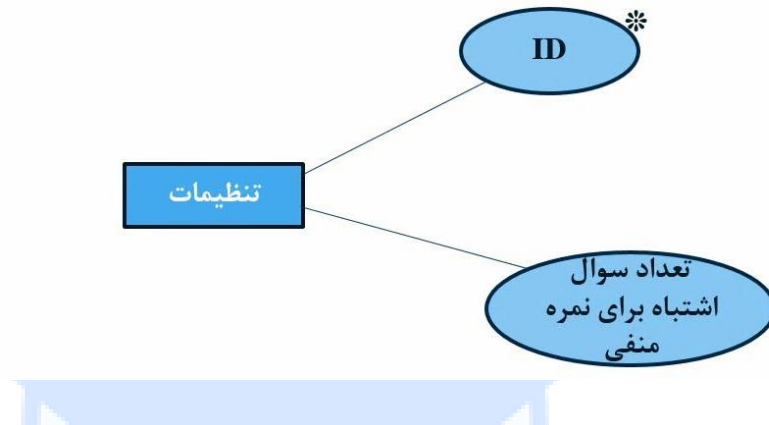 ID
تنظیمات
تعداد سوال
اشتباه برای نمره
منفی